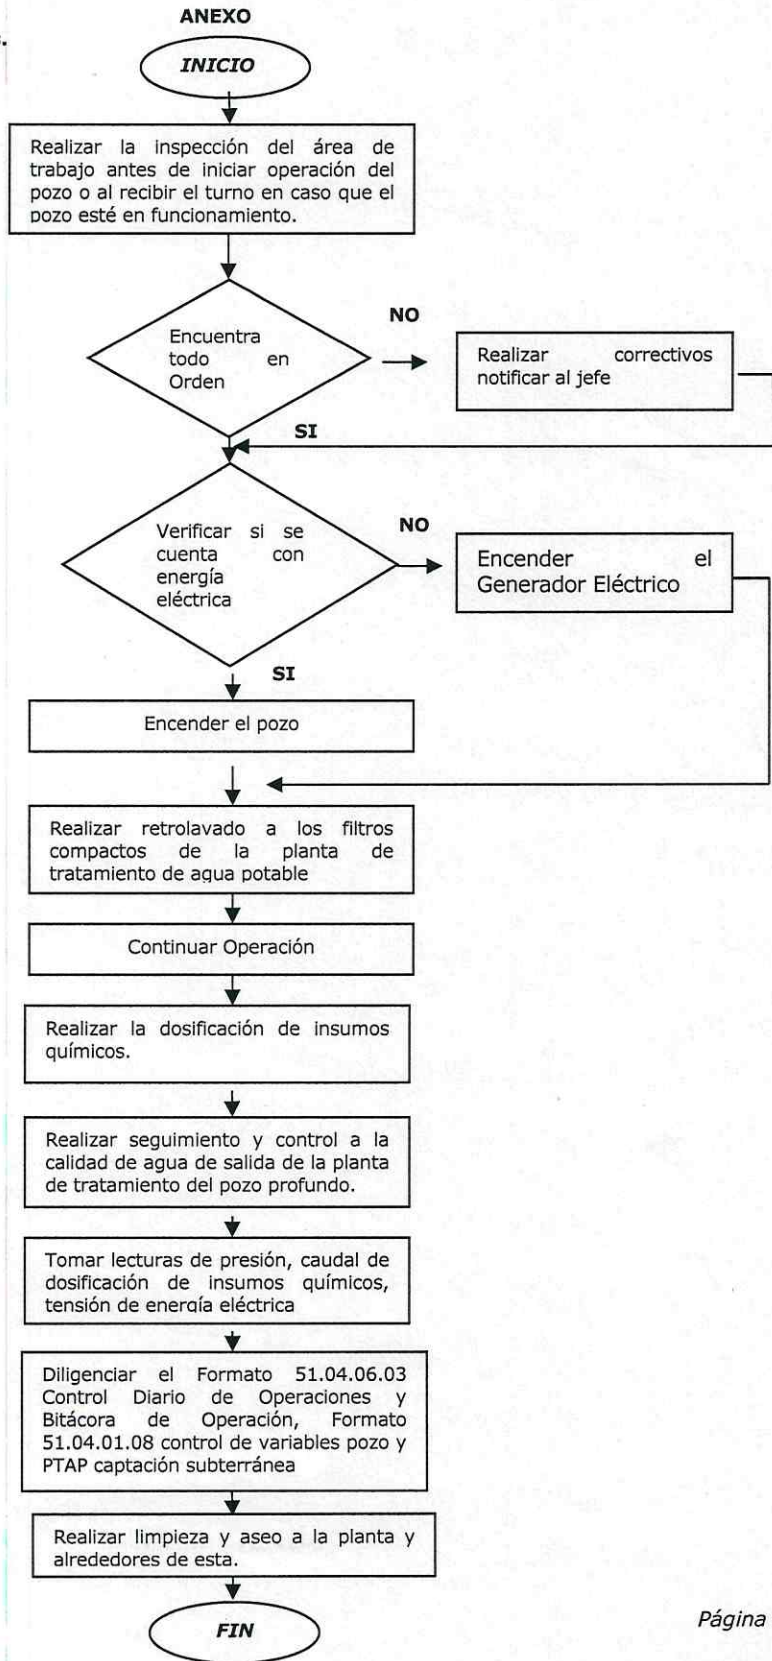 ANEXO
INICIO
Realizar la inspección del área de
trabajo antes de iniciar operación del
pozo o al recibir el turno en caso que el
pozo esté en funcionamiento.
Encuentra
todo en
Orden
NO
Realizar correctivos
notificar al jefe
SI
Verificar si se
cuenta con
energía
eléctrica
NO
Encender el
Generador Eléctrico
SI
Encender el pozo
Realizar retrolavado a los filtros
compactos de la planta de
tratamiento de agua potable
Continuar Operación
Realizar la dosificación de insumos
químicos.
Realizar seguimiento y control a la
calidad de agua de salida de la planta
de tratamiento del pozo profundo.
Tomar lecturas de presión, caudal de
dosificación de insumos químicos,
tensión de energía eléctrica
Diligenciar el Formato 51.04.06.03
Control Diario de Operaciones y
Bitácora de Operación, Formato
51.04.01.08 control de variables pozo y
PTAP captación subterránea
Realizar limpieza y aseo a la planta y
alrededores de esta.
FIN
Página